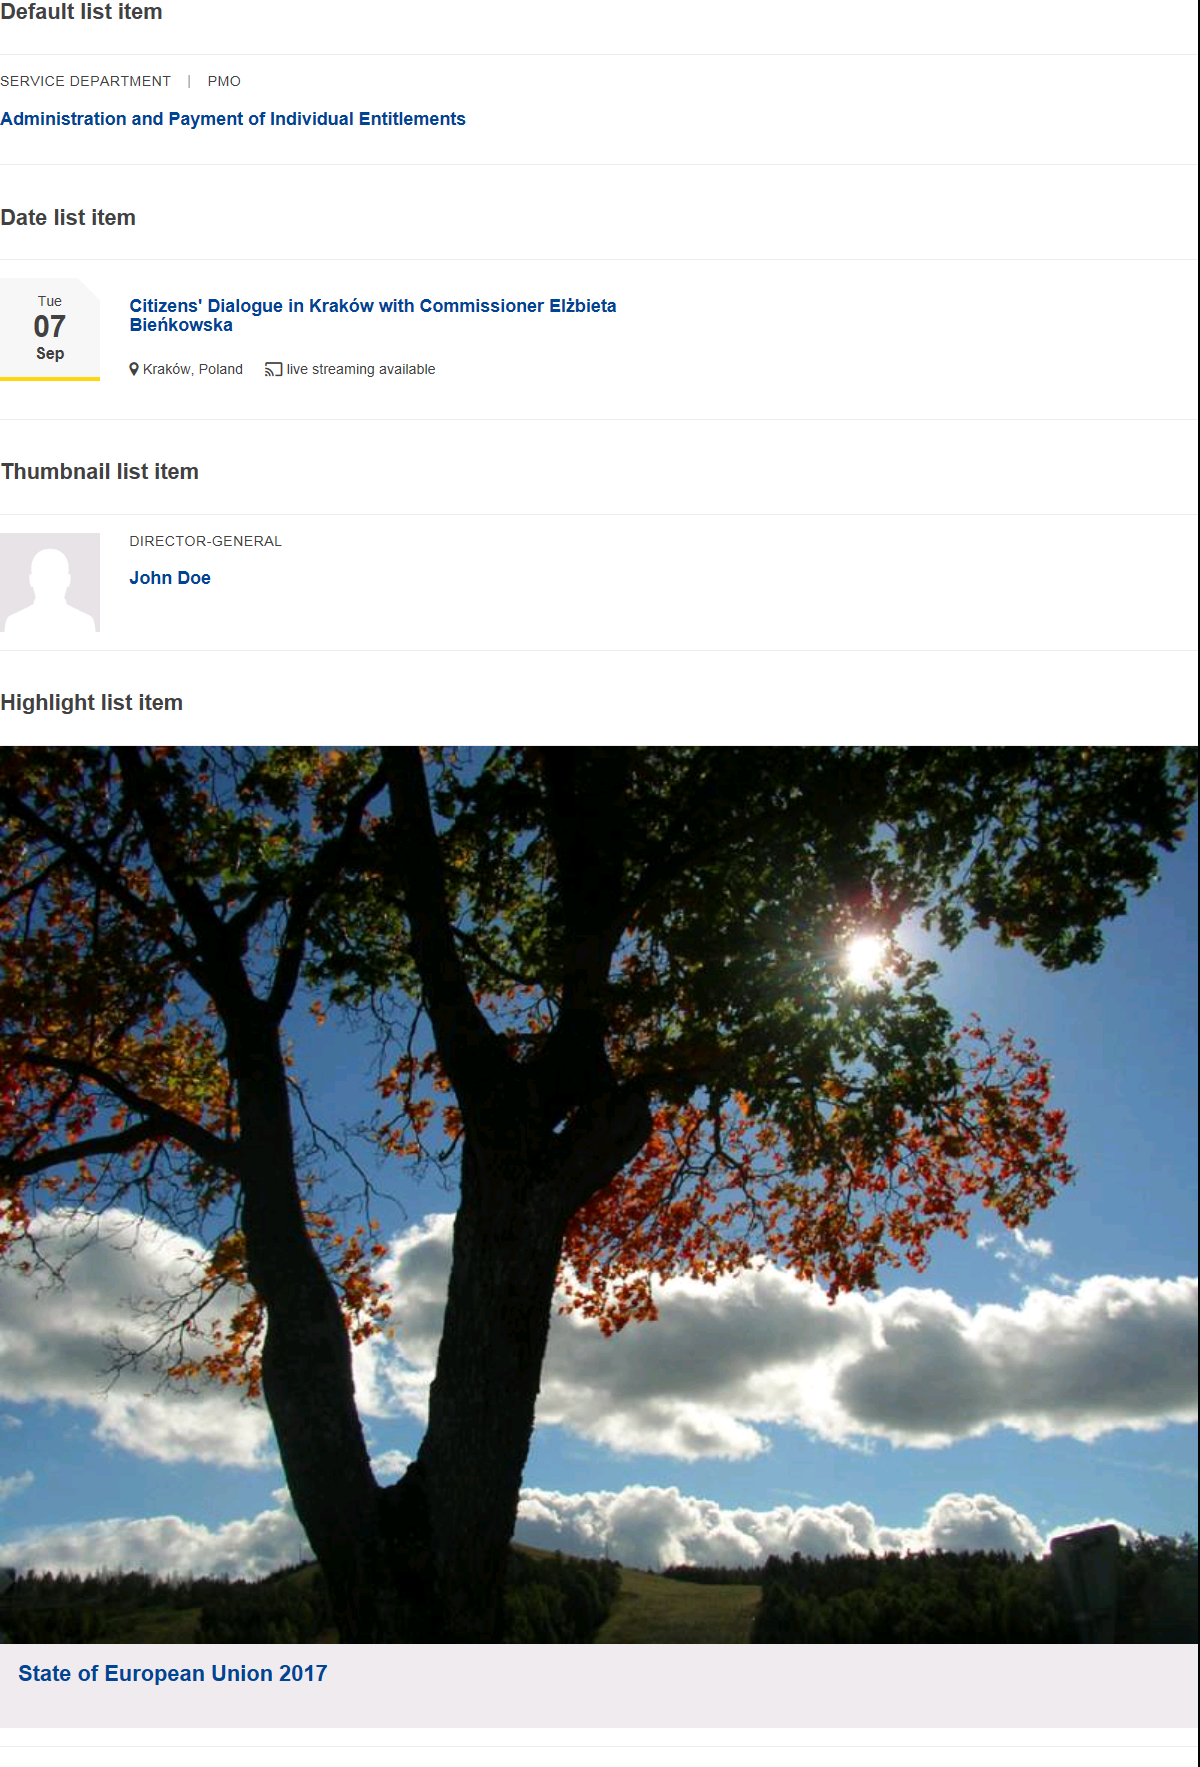 Default list item
SERVICE DEPARTMENT | PMO
Administration and Payment of Individual Entitlements
Date list item
Tue
07
Sep
Citizens' Dialogue in Kraków with Commissioner Elżbieta
Bieńkowska
Kraków, Poland live streaming available
Thumbnail list item
DIRECTOR-GENERAL
John Doe
Highlight list item
State of European Union 2017